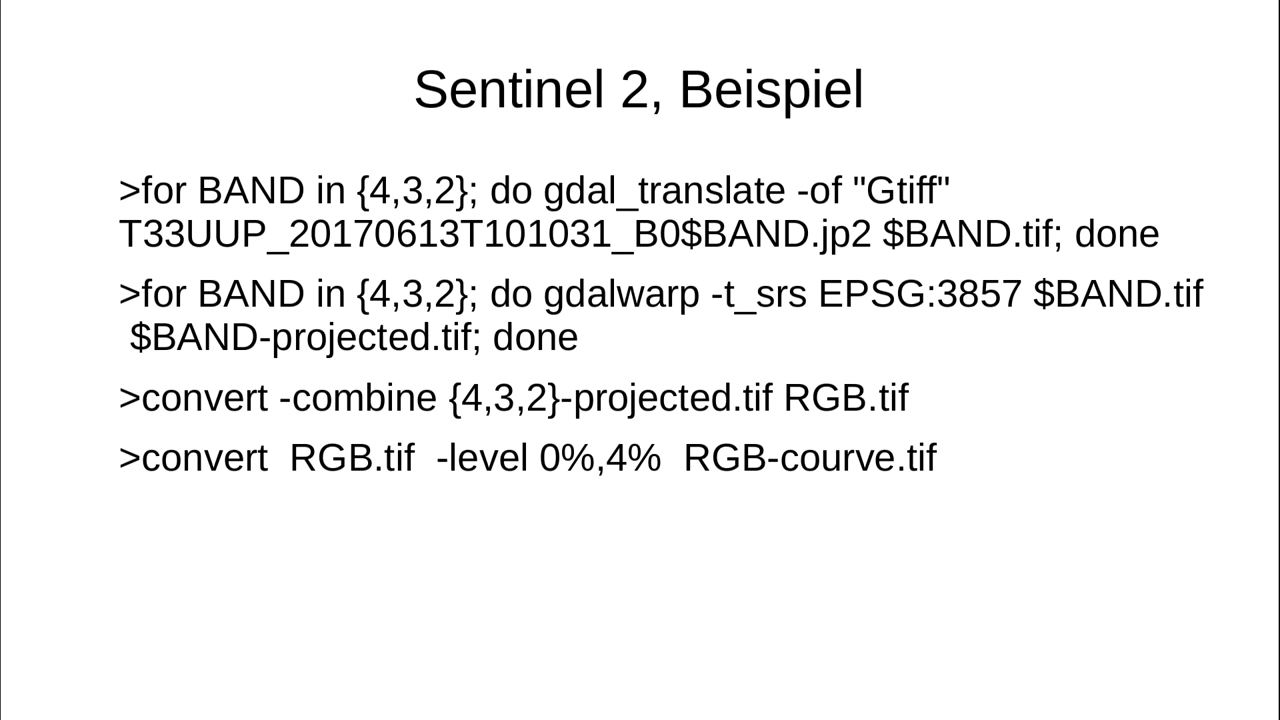 Sentinel 2, Beispiel
>for BAND in {4,3,2}; do gdal_translate -of "Gtiff"
T33UUP_20170613T101031_B0$BAND.jp2 $BAND.tif; done
>for BAND in {4,3,2}; do gdalwarp -t_srs EPSG:3857 $BAND.tif
$BAND-projected.tif; done
>convert -combine {4,3,2}-projected.tif RGB.tif
>convert  RGB.tif  -level 0%,4%  RGB-courve.tif